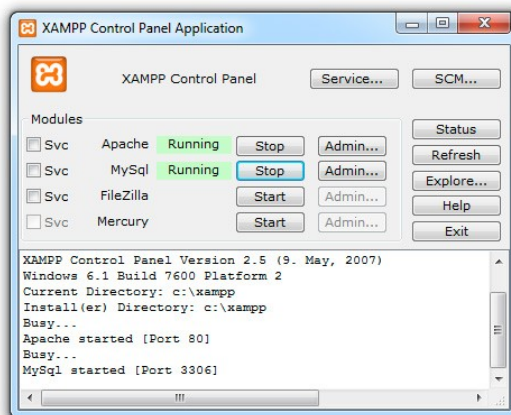 XAMPP Control Panel Application
XAMPP Control Panel Service... SCM...
Modules
Svc Apache Running Stop Admin...
Svc MySql Running Stop Admin...
Svc FileZilla Start Admin...
Svc Mercury Start Admin...
Status
Refresh
Explore...
Help
Exit
XAMPP Control Panel Version 2.5 (9. May, 2007)
Windows 6.1 Build 7600 Platform 2
Current Directory: c:\xampp
Install(er) Directory: c:\xampp
Busy...
Apache started [Port 80]
Busy...
MySql started [Port 3306]